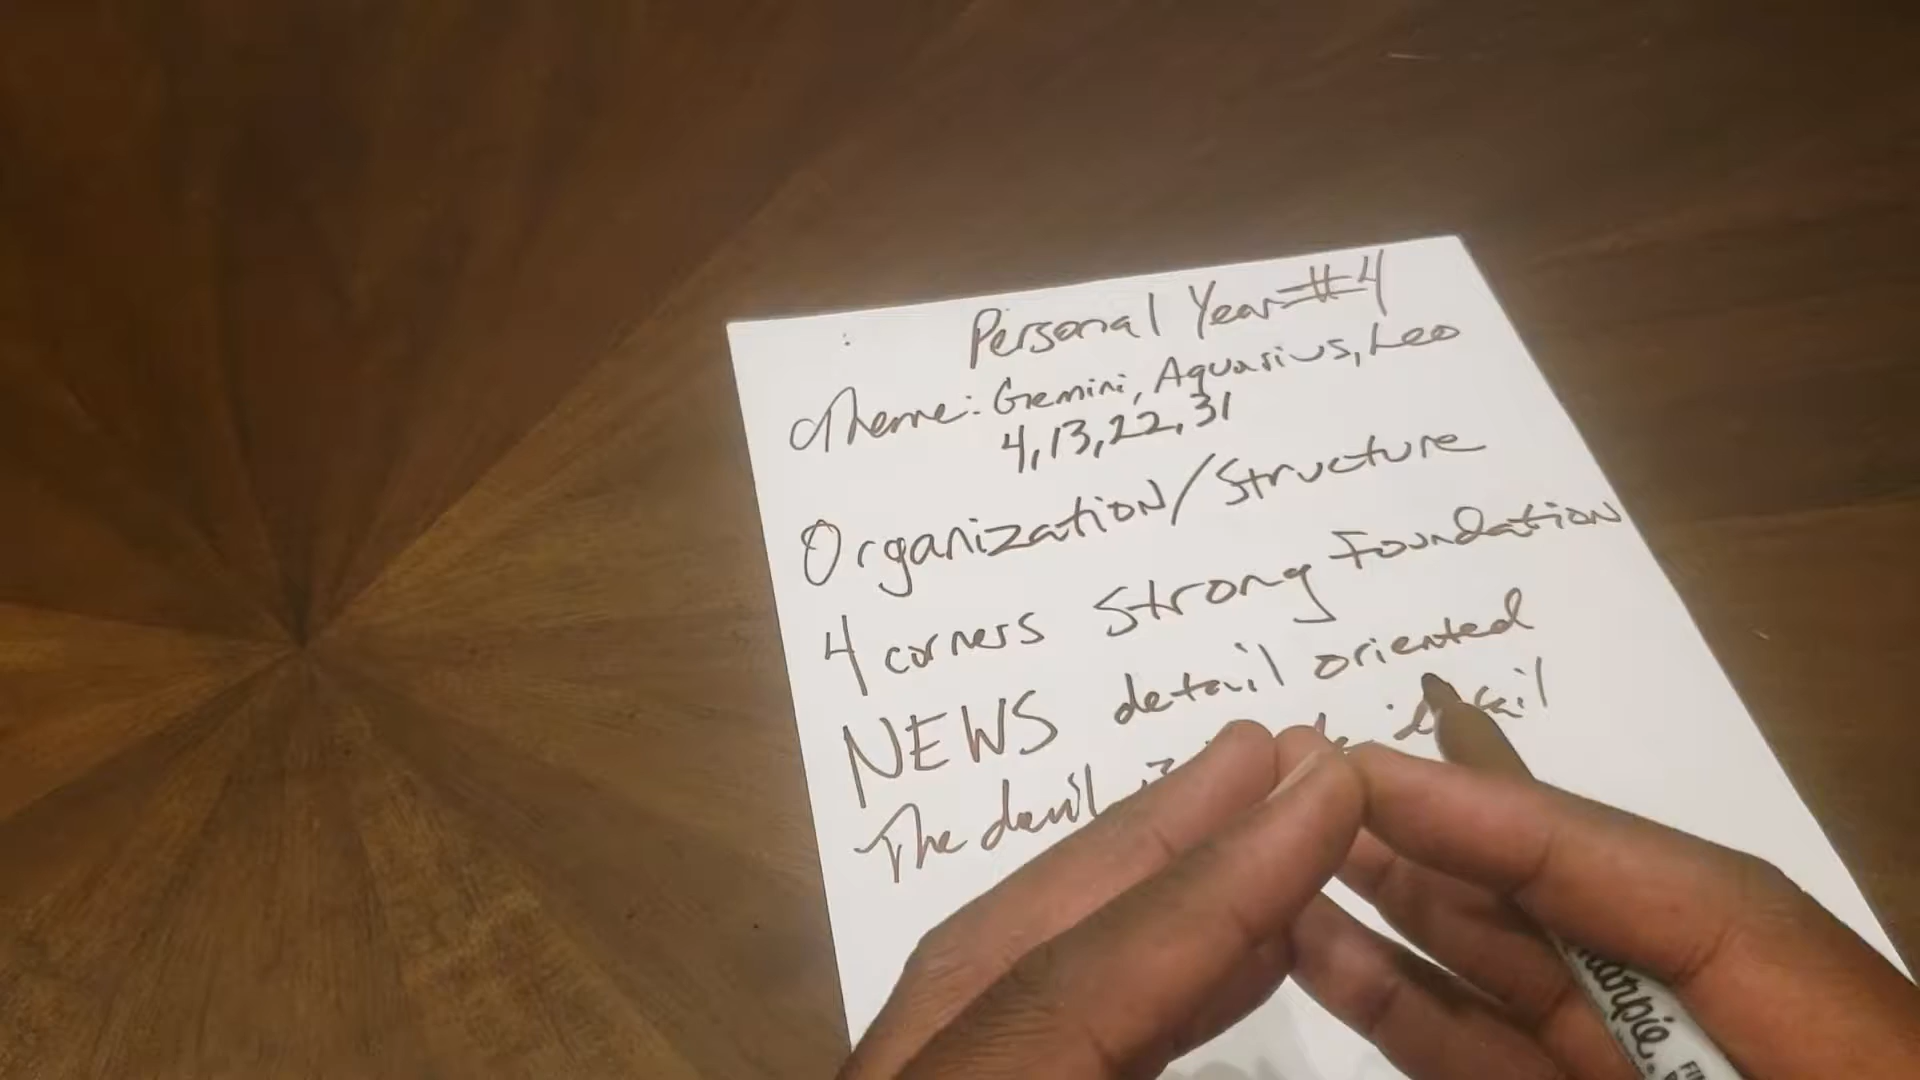 Personal Year #4
Theme: Gemini, Aquarius, Leo
4, 13, 22, 31
Organization/Structure
4 corners Strong Foundation
NEWS detail oriented
The devil
Sharpie